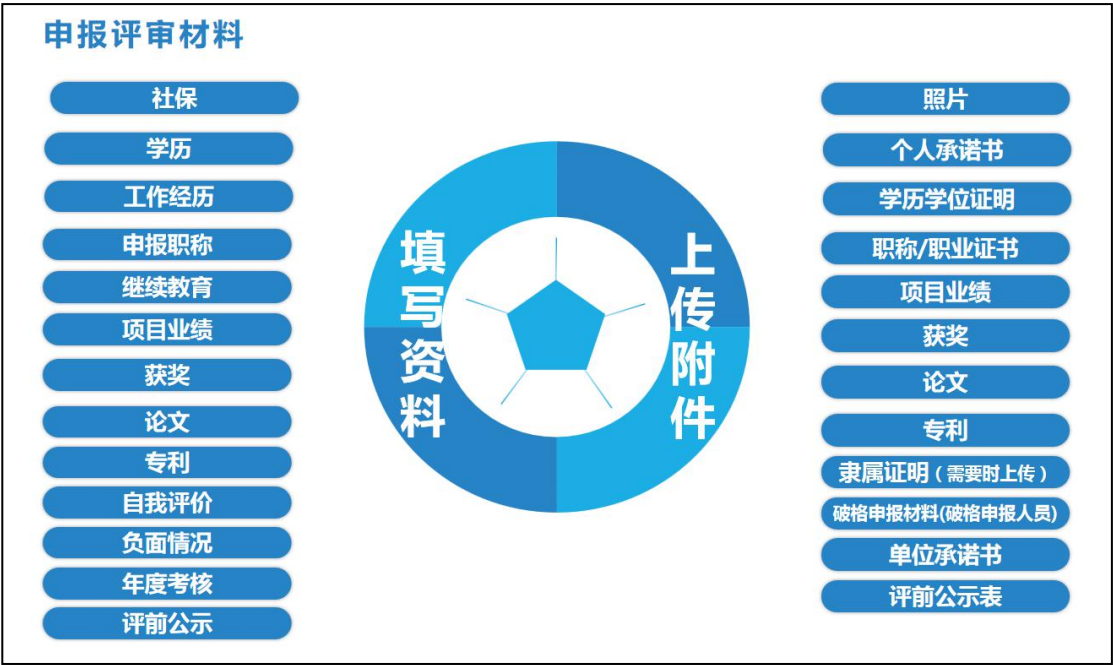 申报评审材料
社保
学历
工作经历
申报职称
继续教育
项目业绩
获奖
论文
专利
自我评价
负面情况
年度考核
评前公示
填写资料
上传附件
照片
个人承诺书
学历学位证明
职称/职业证书
项目业绩
获奖
论文
专利
隶属证明（需要时上传）
破格申报材料(破格申报人员)
单位承诺书
评前公示表